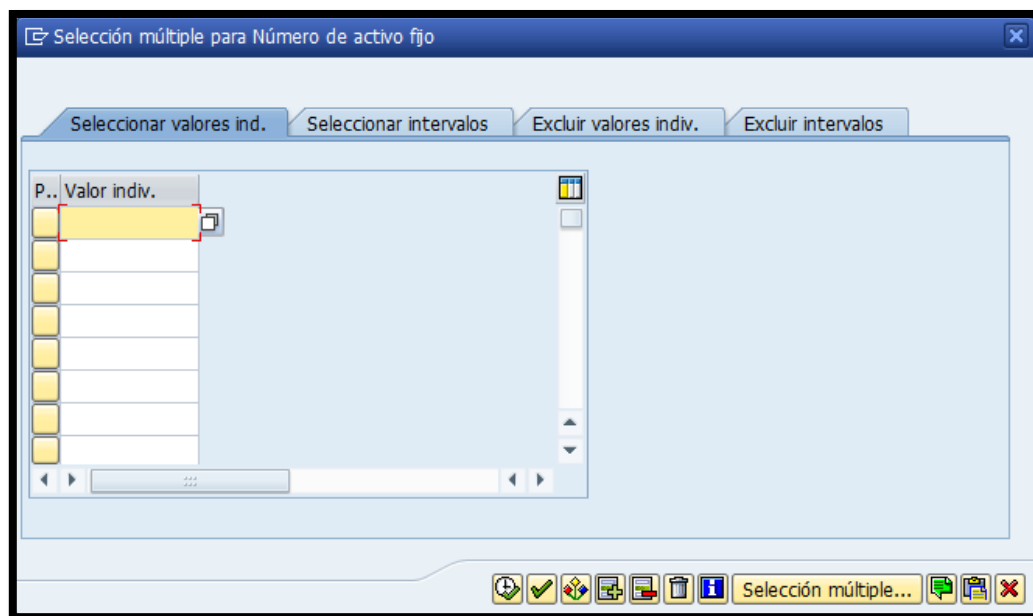 Selección múltiple para Número de activo fijo
Seleccionar valores ind. Seleccionar intervalos Excluir valores indiv. Excluir intervalos
P.. Valor indiv.
Selección múltiple...